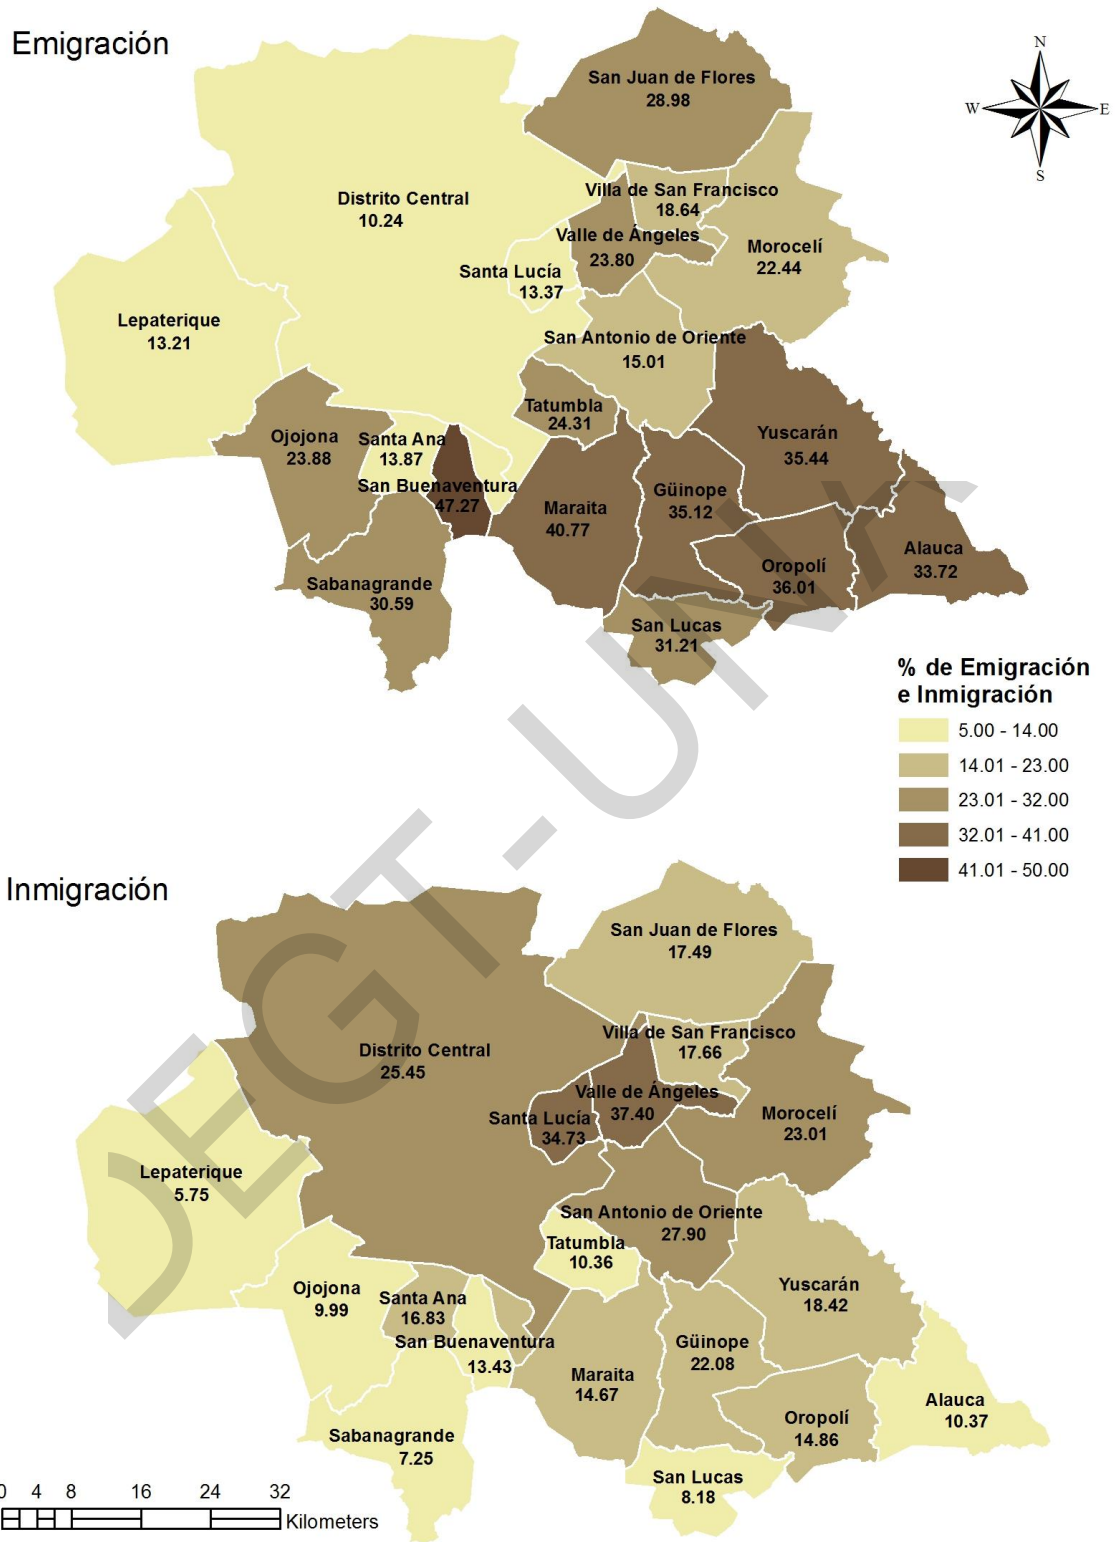 Emigración
N
W
E
S
San Juan de Flores
28.98
Distrito Central
10.24
Villa de San Francisco
18.64
Valle de Ángeles
23.80
Morocelí
22.44
Santa Lucía
13.37
Lepaterique
13.21
San Antonio de Oriente
15.01
Tatumbla
24.31
Ojojona
23.88
Santa Ana
13.87
San Buenaventura
47.27
Yuscarán
35.44
Güinope
35.12
Maraita
40.77
Alauca
33.72
Oropolí
36.01
Sabanagrande
30.59
San Lucas
31.21
% de Emigración
e Inmigración
5.00 - 14.00
14.01 - 23.00
23.01 - 32.00
32.01 - 41.00
41.01 - 50.00
Inmigración
San Juan de Flores
17.49
Distrito Central
25.45
Villa de San Francisco
17.66
Valle de Ángeles
37.40
Santa Lucía
34.73
Morocelí
23.01
Lepaterique
5.75
San Antonio de Oriente
27.90
Tatumbla
10.36
Ojojona
9.99
Santa Ana
16.83
San Buenaventura
13.43
Yuscarán
18.42
Güinope
22.08
Maraita
14.67
Alauca
10.37
Oropolí
14.86
Sabanagrande
7.25
San Lucas
8.18
0 4 8 16 24 32
Kilometers